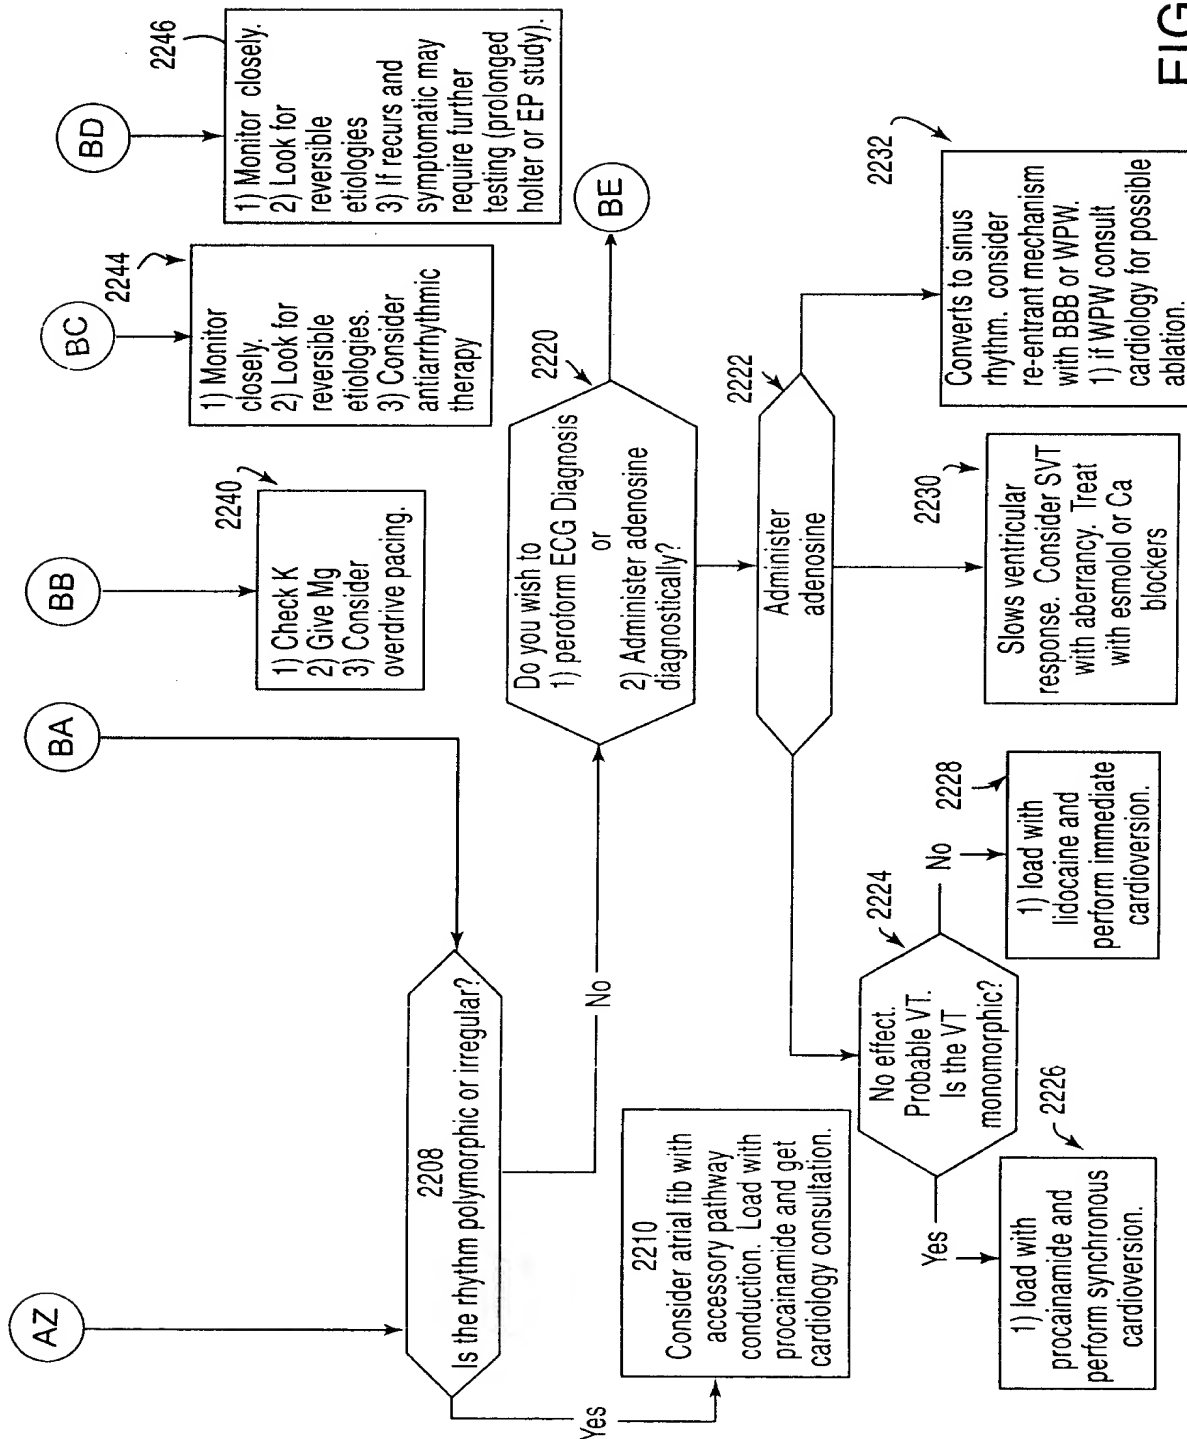 AZ
BA
BB
BC
BD
2208
Is the rhythm polymorphic or irregular?
Yes
No
2210
Consider atrial fib with
accessory pathway
conduction. Load with
procainamide and get
cardiology consultation.
2240
1) Check K
2) Give Mg
3) Consider
overdrive pacing.
2244
1) Monitor
closely.
2) Look for
reversible
etiologies.
3) Consider
antiarrhythmic
therapy
2246
1) Monitor closely.
2) Look for
reversible
etiologies
3) If recurs and
symptomatic may
require further
testing (prolonged
holter or EP study).
2220
Do you wish to
1) peroform ECG Diagnosis
or
2) Administer adenosine
diagnostically?
BE
2222
Administer
adenosine
2224
No effect.
Probable VT.
Is the VT
monomorphic?
Yes
No
2226
1) load with
procainamide and
perform synchronous
cardioversion.
2228
1) load with
lidocaine and
perform immediate
cardioversion.
2230
Slows ventricular
response. Consider SVT
with aberrancy. Treat
with esmolol or Ca
blockers
2232
Converts to sinus
rhythm. consider
re-entrant mechanism
with BBB or WPW.
1) if WPW consult
cardiology for possible
ablation.
FIG